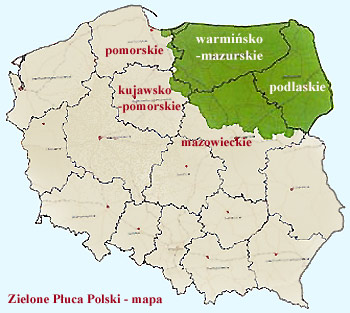 warmińsko
-mazurskie
pomorskie
podlaskie
kujawsko
pomorskie
mazowieckie
Zielone Płuca Polski - mapa